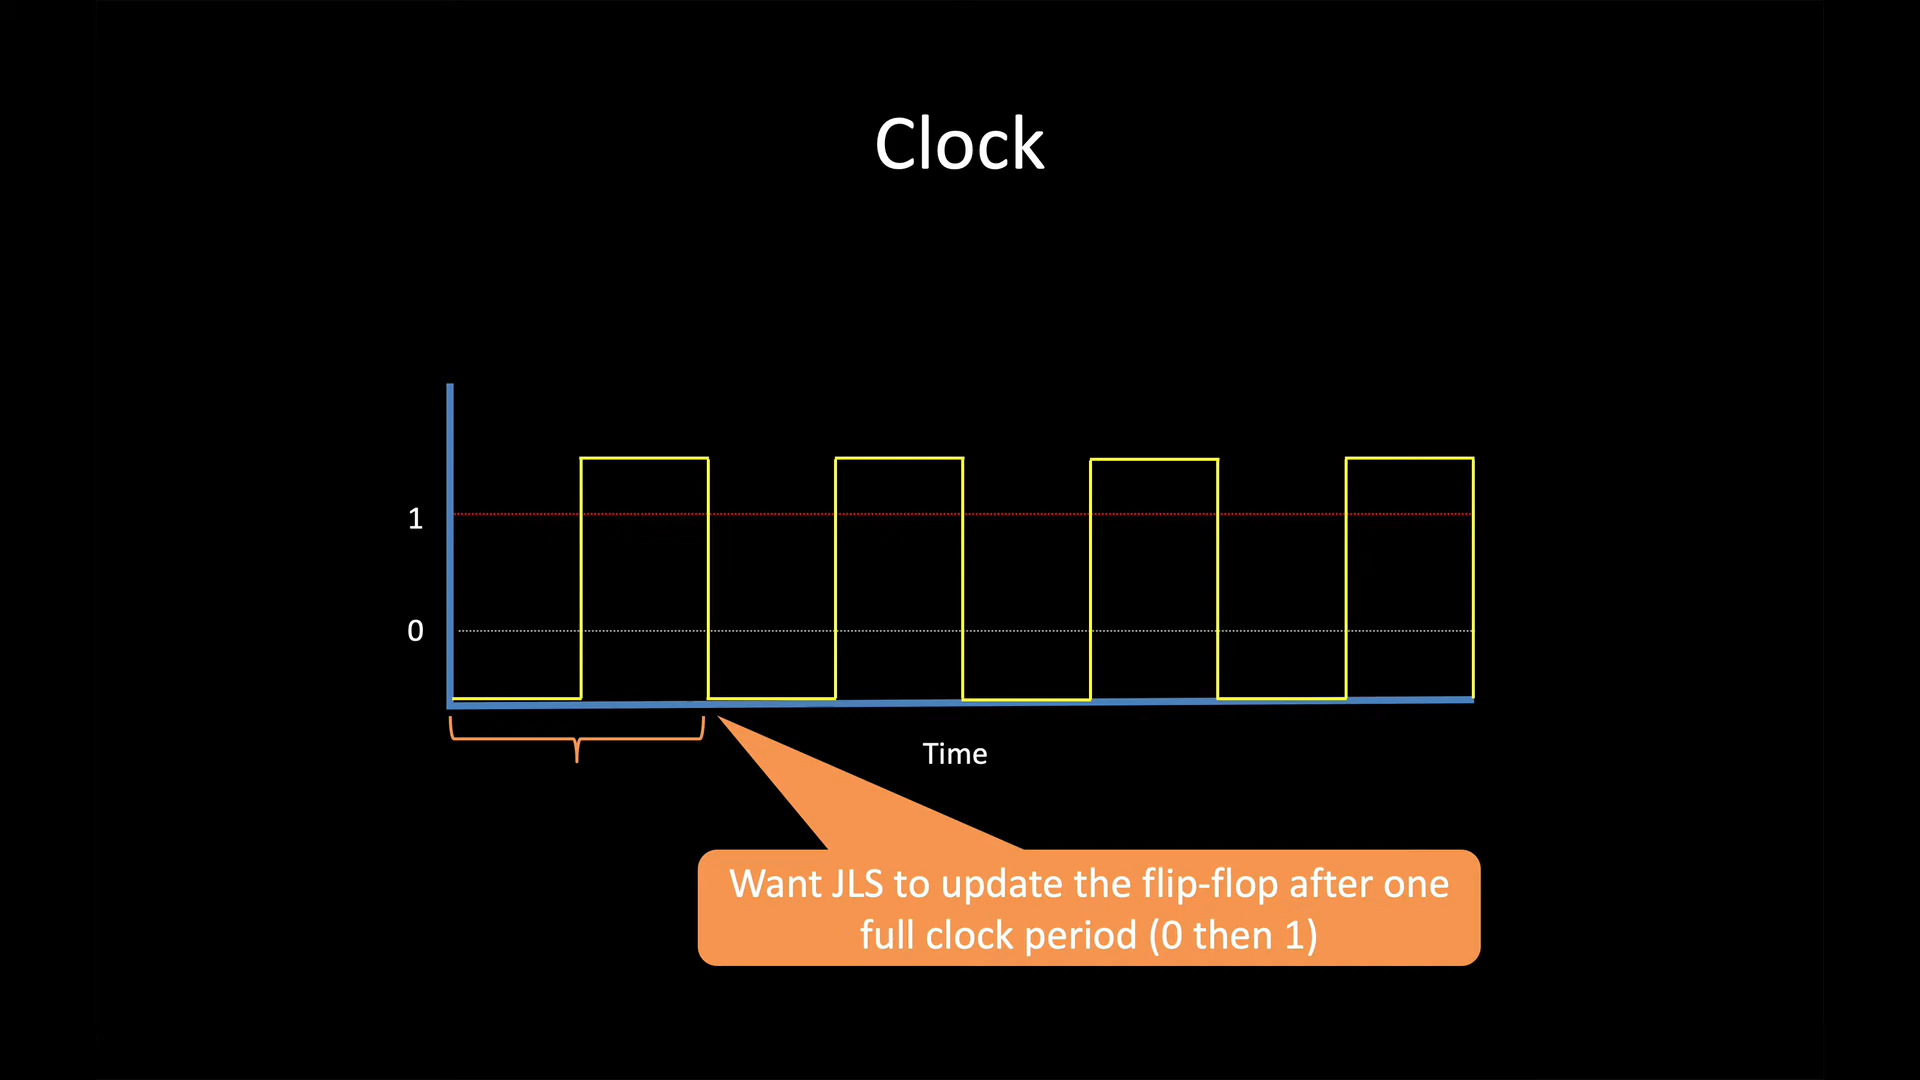 Clock
1
0
Time
Want JLS to update the flip-flop after one
full clock period (0 then 1)